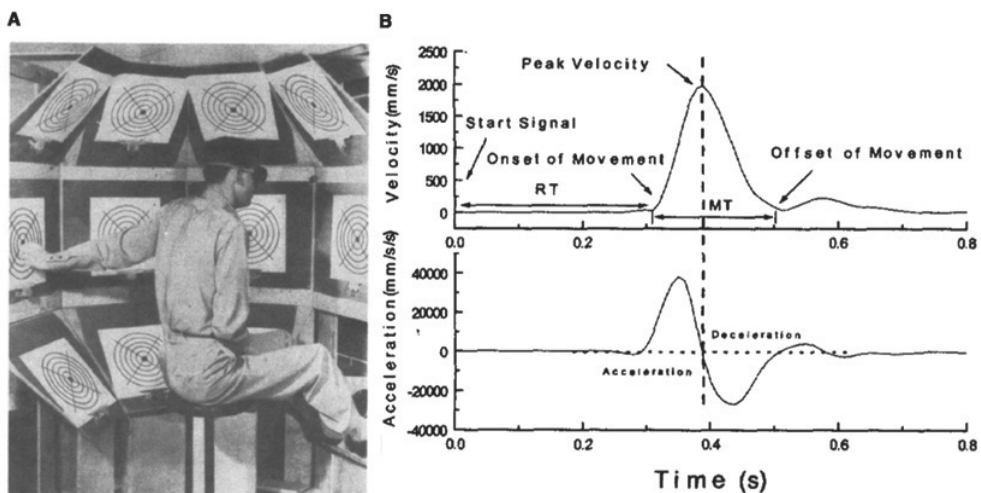 A
B
Velocity(mm/s)
2500
2000
1500
1000
500
0
Peak Velocity
Start Signal
Onset of Movement
Offset of Movement
RT
MT
0.0
0.2
0.4
0.6
0.8
Acceleration(mm/s/s)
40000
20000
0
-20000
-40000
Deceleration
Acceleration
0.0
0.2
0.4
0.6
0.8
Time (s)